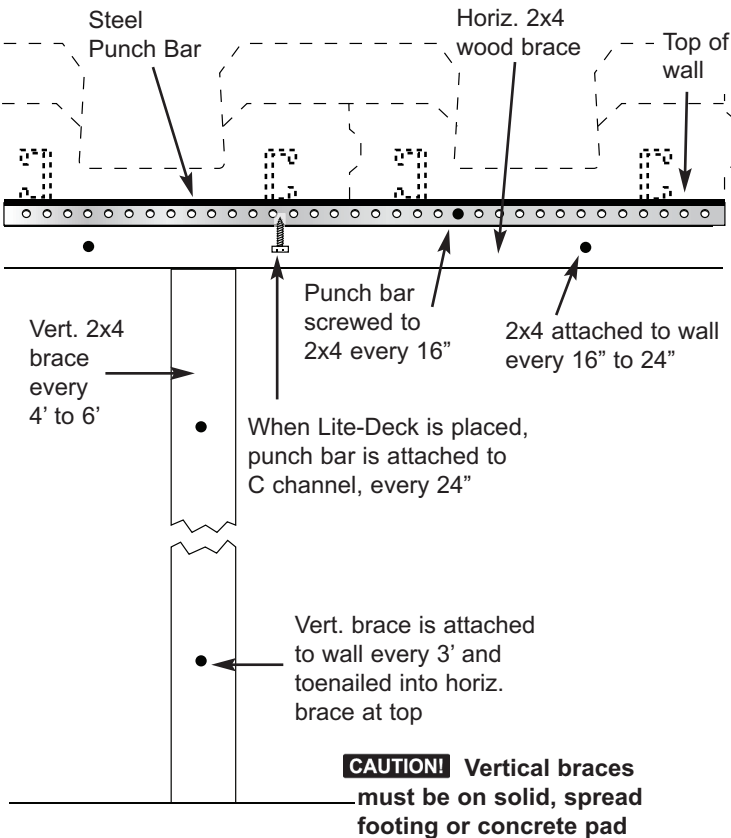 Steel
Punch Bar
Horiz. 2x4
wood brace
Top of
wall
Punch bar
screwed to
2x4 every 16”
2x4 attached to wall
every 16” to 24”
Vert. 2x4
brace
every
4’ to 6’
When Lite-Deck is placed,
punch bar is attached to
C channel, every 24”
Vert. brace is attached
to wall every 3’ and
toenailed into horiz.
brace at top
CAUTION! Vertical braces
must be on solid, spread
footing or concrete pad